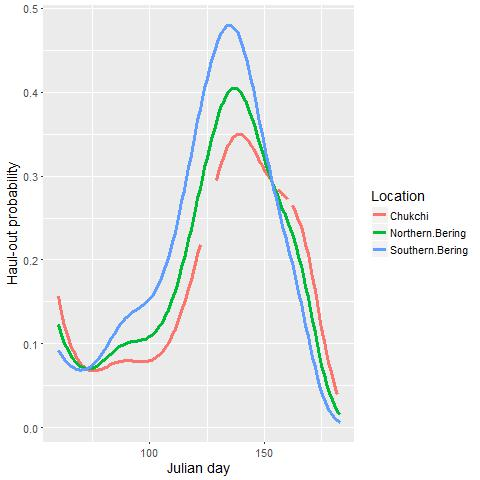 0.5
0.4
0.3
0.2
0.1
0.0
Haul-out probability
100
150
Julian day
Location
Chukchi
Northern.Bering
Southern.Bering